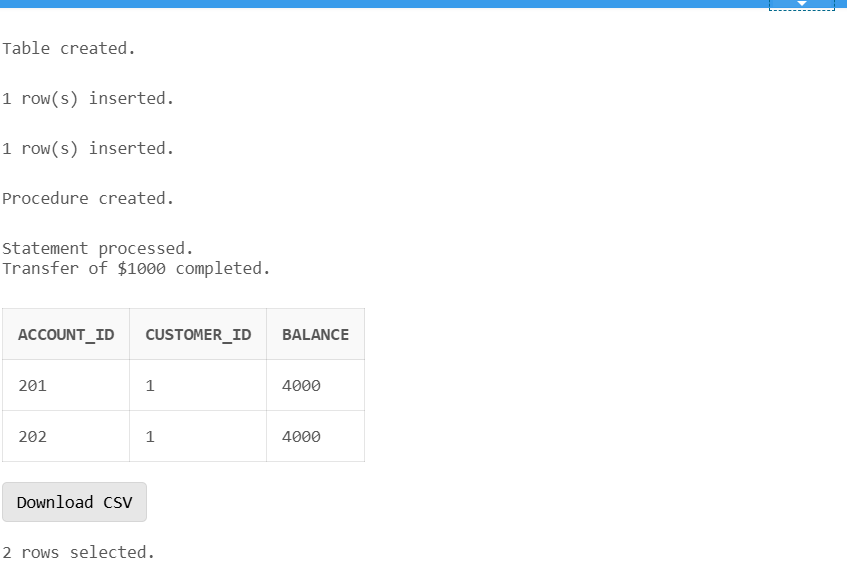 Table created.
1 row(s) inserted.
1 row(s) inserted.
Procedure created.
Statement processed.
Transfer of $1000 completed.
ACCOUNT_ID CUSTOMER_ID BALANCE
201 1 4000
202 1 4000
Download CSV
2 rows selected.